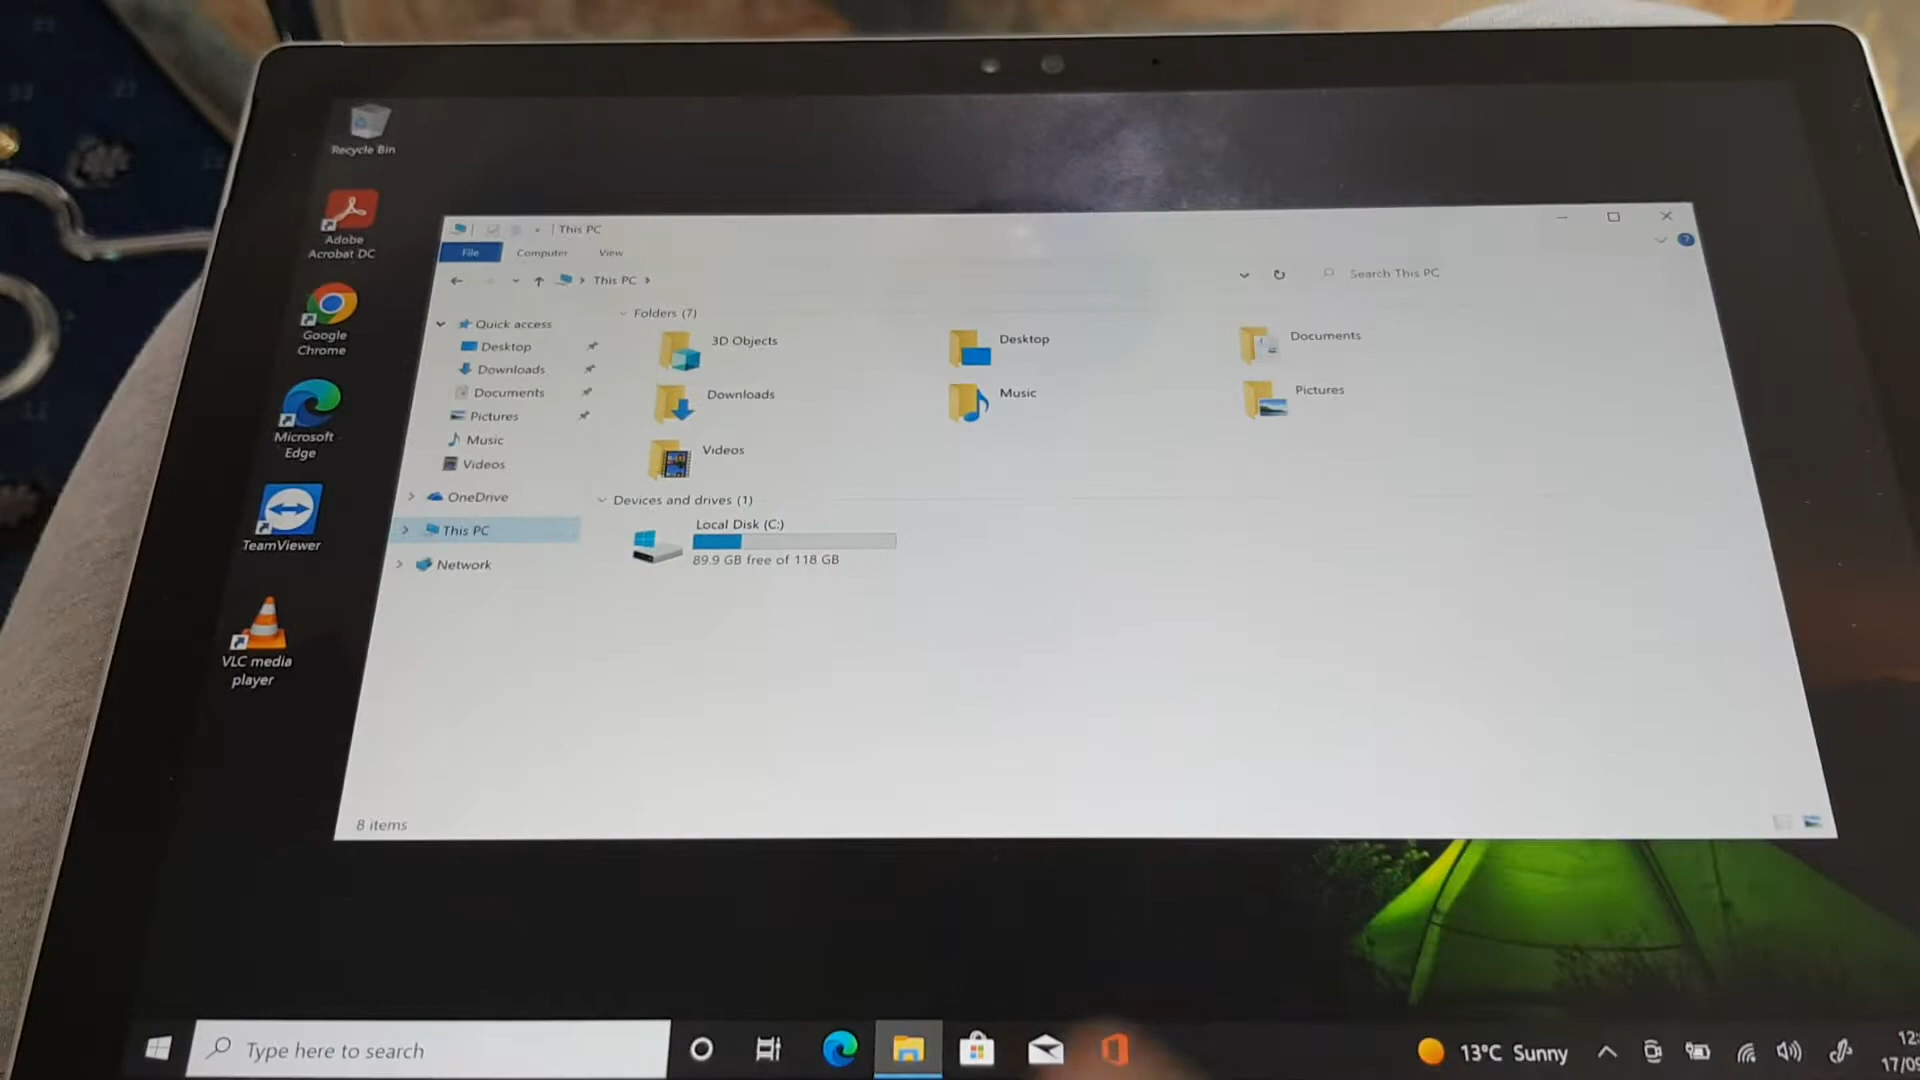 Recycle Bin
Adobe
Acrobat DC
Google
Chrome
Microsoft
Edge
TeamViewer
VLC media
player
This PC
File Computer View
This PC
Search This PC
Quick access
Desktop
Downloads
Documents
Pictures
Music
Videos
OneDrive
This PC
Network
Folders (7)
3D Objects
Desktop
Documents
Downloads
Music
Pictures
Videos
Devices and drives (1)
Local Disk (C:)
89.9 GB free of 118 GB
8 items
Type here to search
13°C Sunny